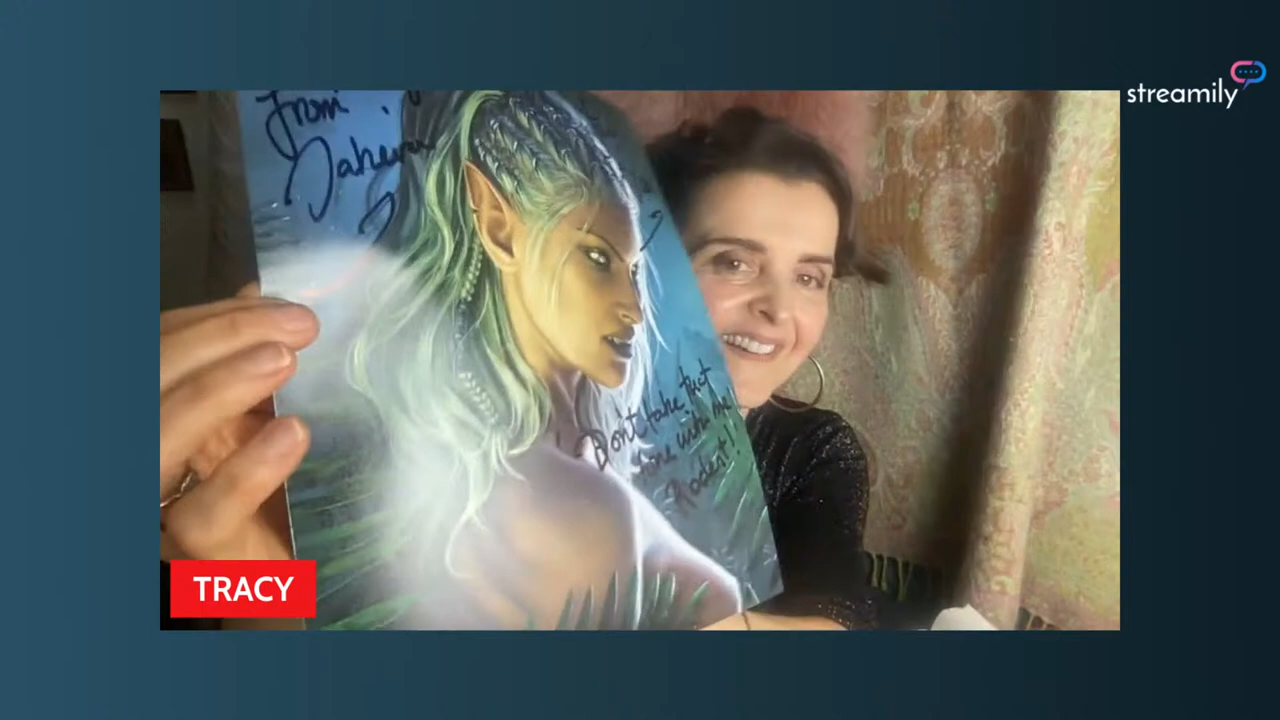 streamily
From
Jaheira
Don't take that
tone with me
Rodent!
TRACY